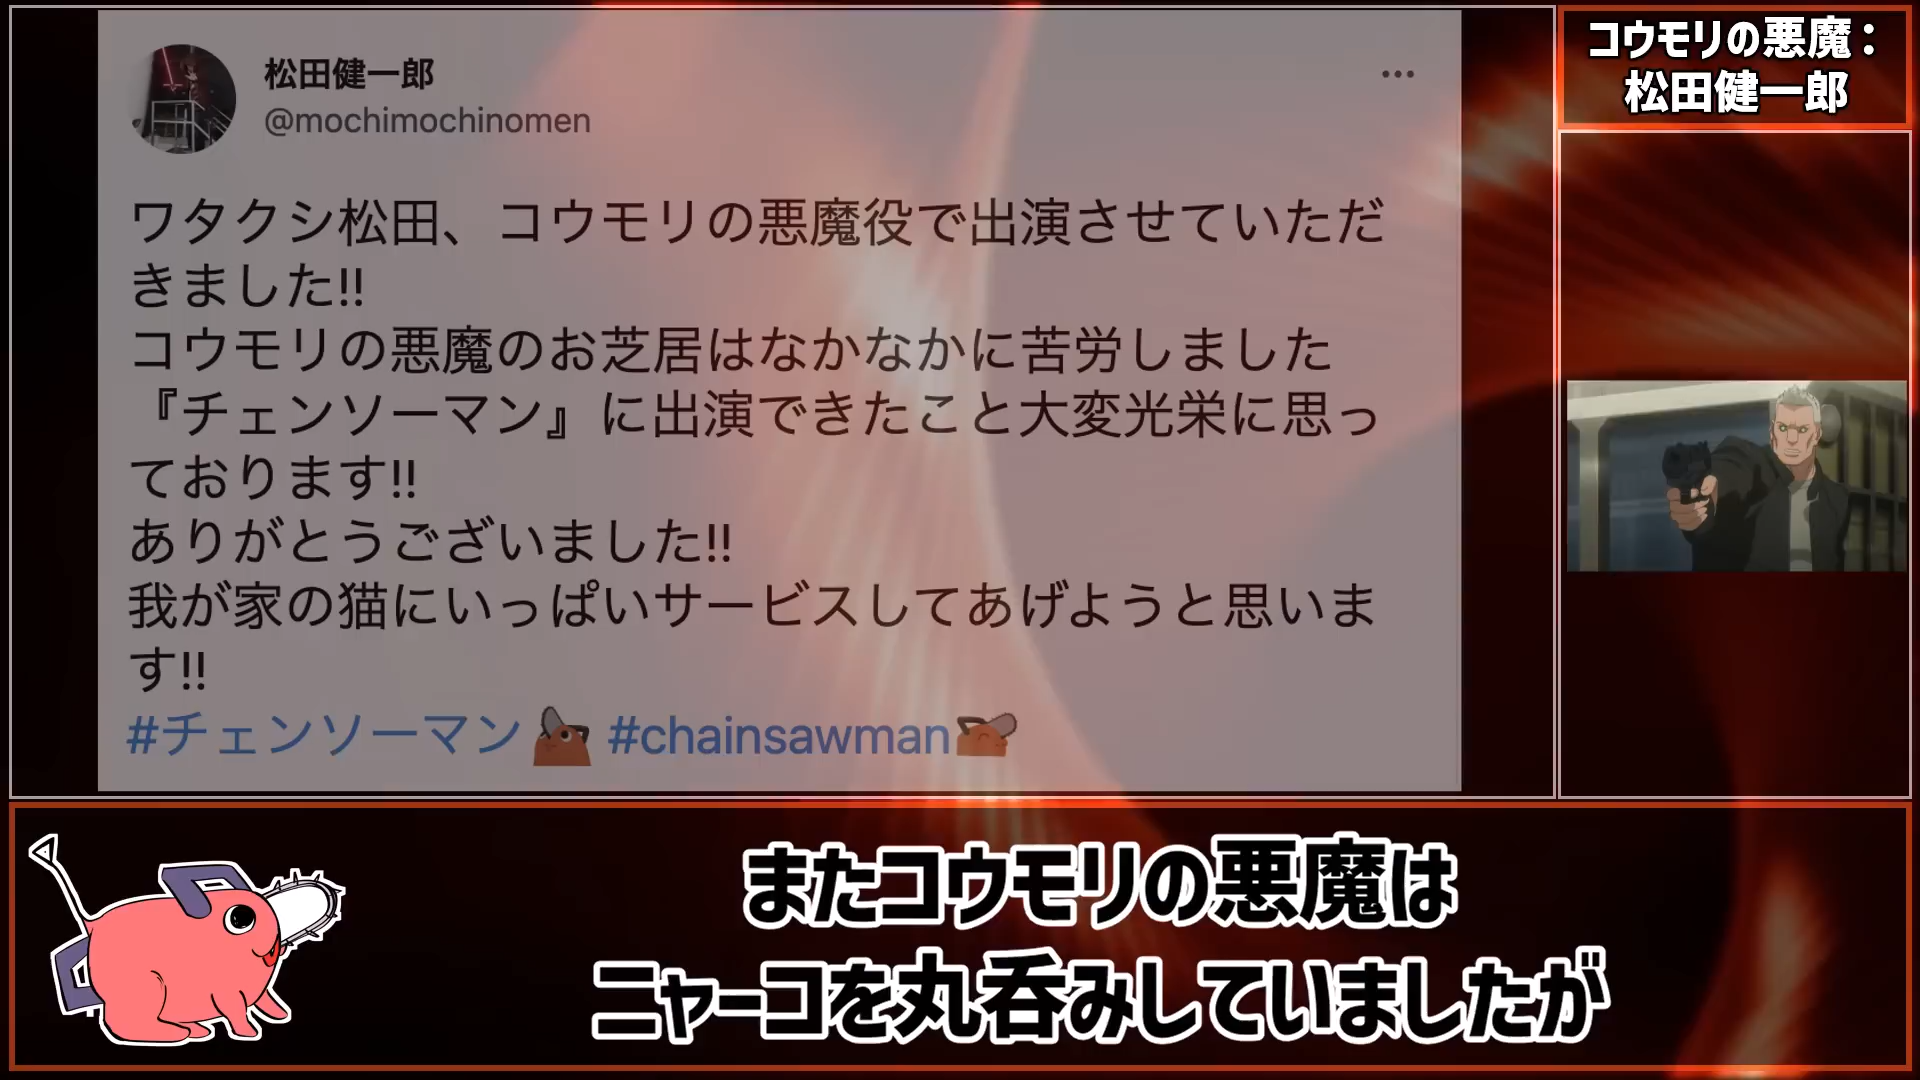 松田健一郎
@mochimochinomen
ワタクシ松田、コウモリの悪魔役で出演させていただ
きました!!
コウモリの悪魔のお芝居はなかなかに苦労しました
『チェンソーマン』に出演できたこと大変光栄に思っ
ております!!
ありがとうございました!!
我が家の猫にいっぱいサービスしてあげようと思いま
す!!
#チェンソーマン #chainsawman
コウモリの悪魔：
松田健一郎
またコウモリの悪魔は
ニャーコを丸呑みしていましたが